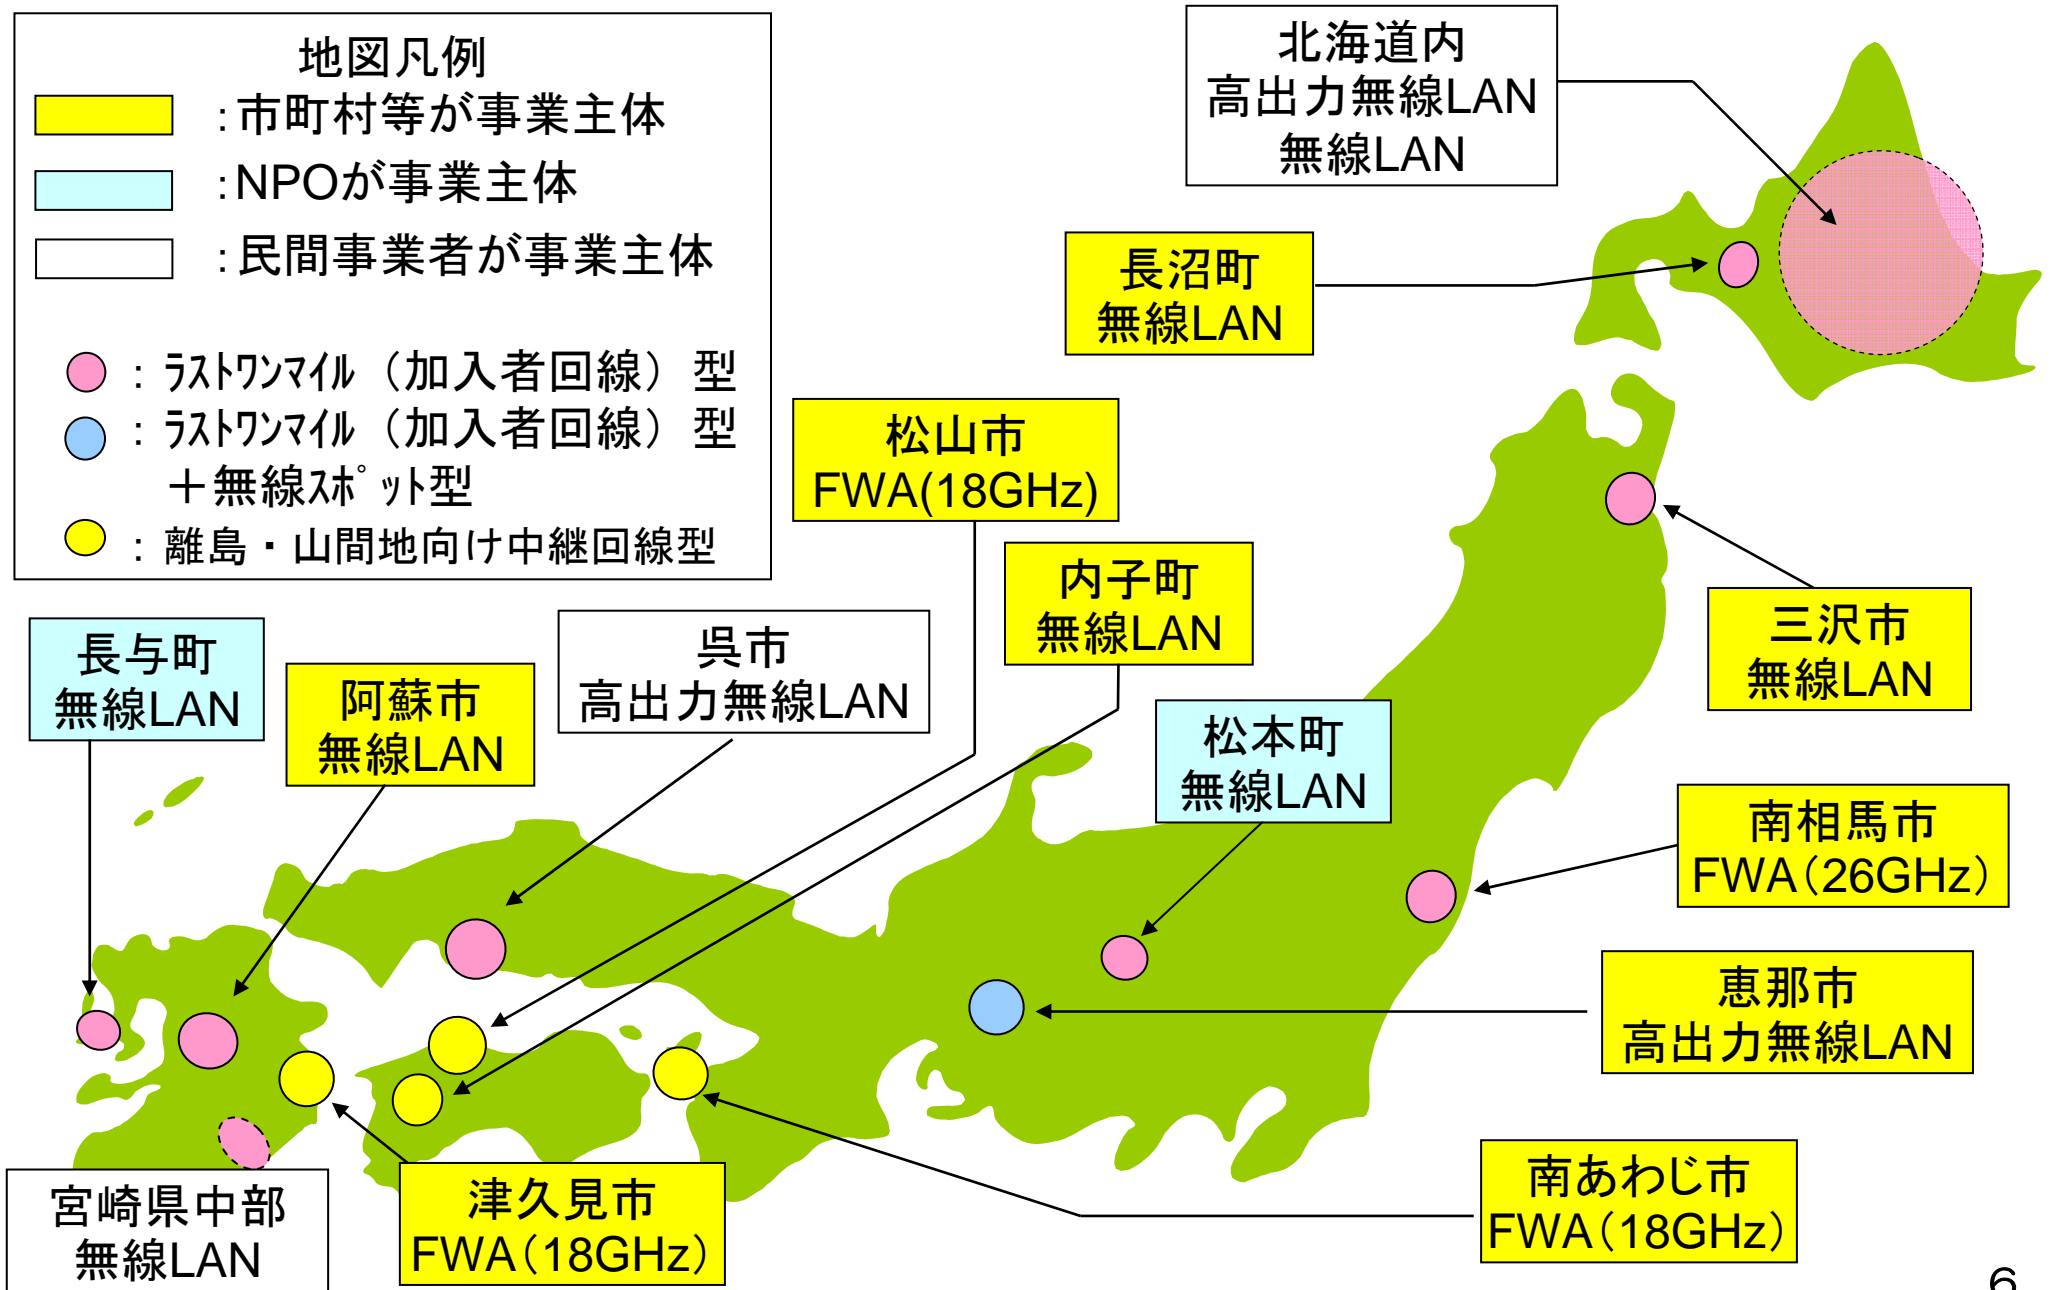 地図凡例
：市町村等が事業主体
：NPOが事業主体
：民間事業者が事業主体
：ﾗｽﾄﾜﾝﾏｲﾙ（加入者回線）型
：ﾗｽﾄﾜﾝﾏｲﾙ（加入者回線）型
＋無線ｽﾎﾟｯﾄ型
：離島・山間地向け中継回線型
北海道内
高出力無線LAN
無線LAN
長沼町
無線LAN
松山市
FWA(18GHz)
内子町
無線LAN
三沢市
無線LAN
長与町
無線LAN
阿蘇市
無線LAN
呉市
高出力無線LAN
松本町
無線LAN
南相馬市
FWA（26GHz）
恵那市
高出力無線LAN
南あわじ市
FWA（18GHz）
宮崎県中部
無線LAN
津久見市
FWA（18GHz）
6